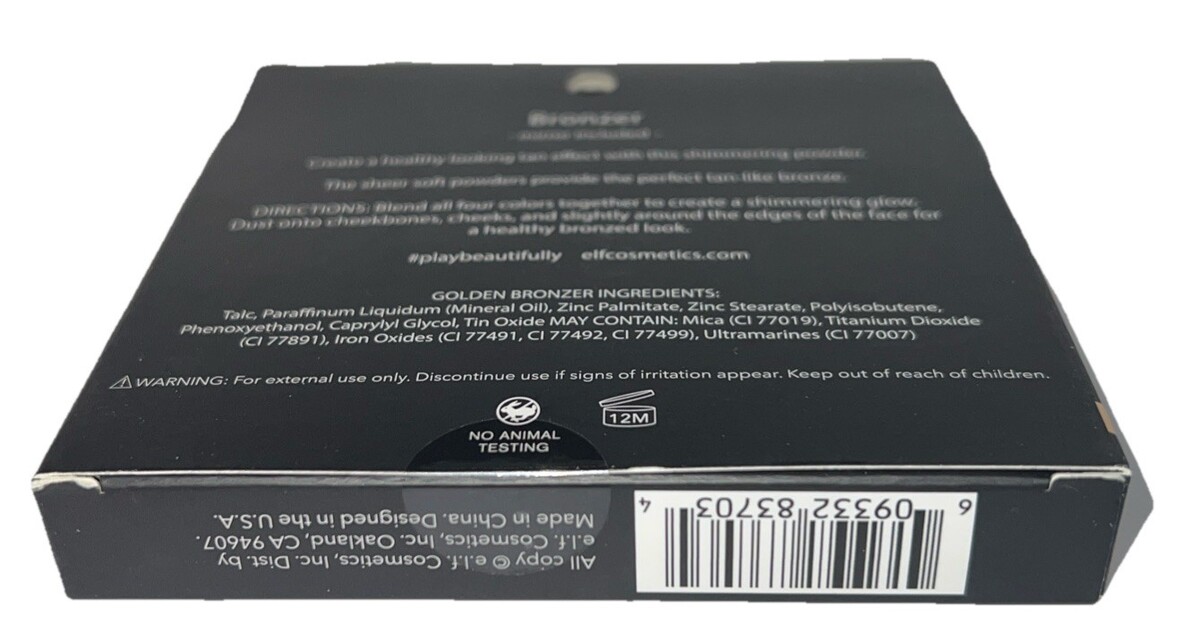 Bronzer
- mirror included -
Create a healthy looking tan effect with this shimmering powder.
The sheer soft powders provide the perfect tan-like bronze.
DIRECTIONS: Blend all four colors together to create a shimmering glow.
Dust onto cheekbones, cheeks, and slightly around the edges of the face for
a healthy bronzed look.
#playbeautifully elfcosmetics.com
GOLDEN BRONZER INGREDIENTS:
Talc, Paraffinum Liquidum (Mineral Oil), Zinc Palmitate, Zinc Stearate, Polyisobutene,
Phenoxyethanol, Caprylyl Glycol, Tin Oxide MAY CONTAIN: Mica (CI 77019), Titanium Dioxide
(CI 77891), Iron Oxides (CI 77491, CI 77492, CI 77499), Ultramarines (CI 77007)
⚠WARNING: For external use only. Discontinue use if signs of irritation appear. Keep out of reach of children.
12M
NO ANIMAL
TESTING
All copy © e.l.f. Cosmetics, Inc. Dist. by
e.l.f. Cosmetics, Inc. Oakland, CA 94607.
Made in China. Designed in the U.S.A.
6 09332 83703 4